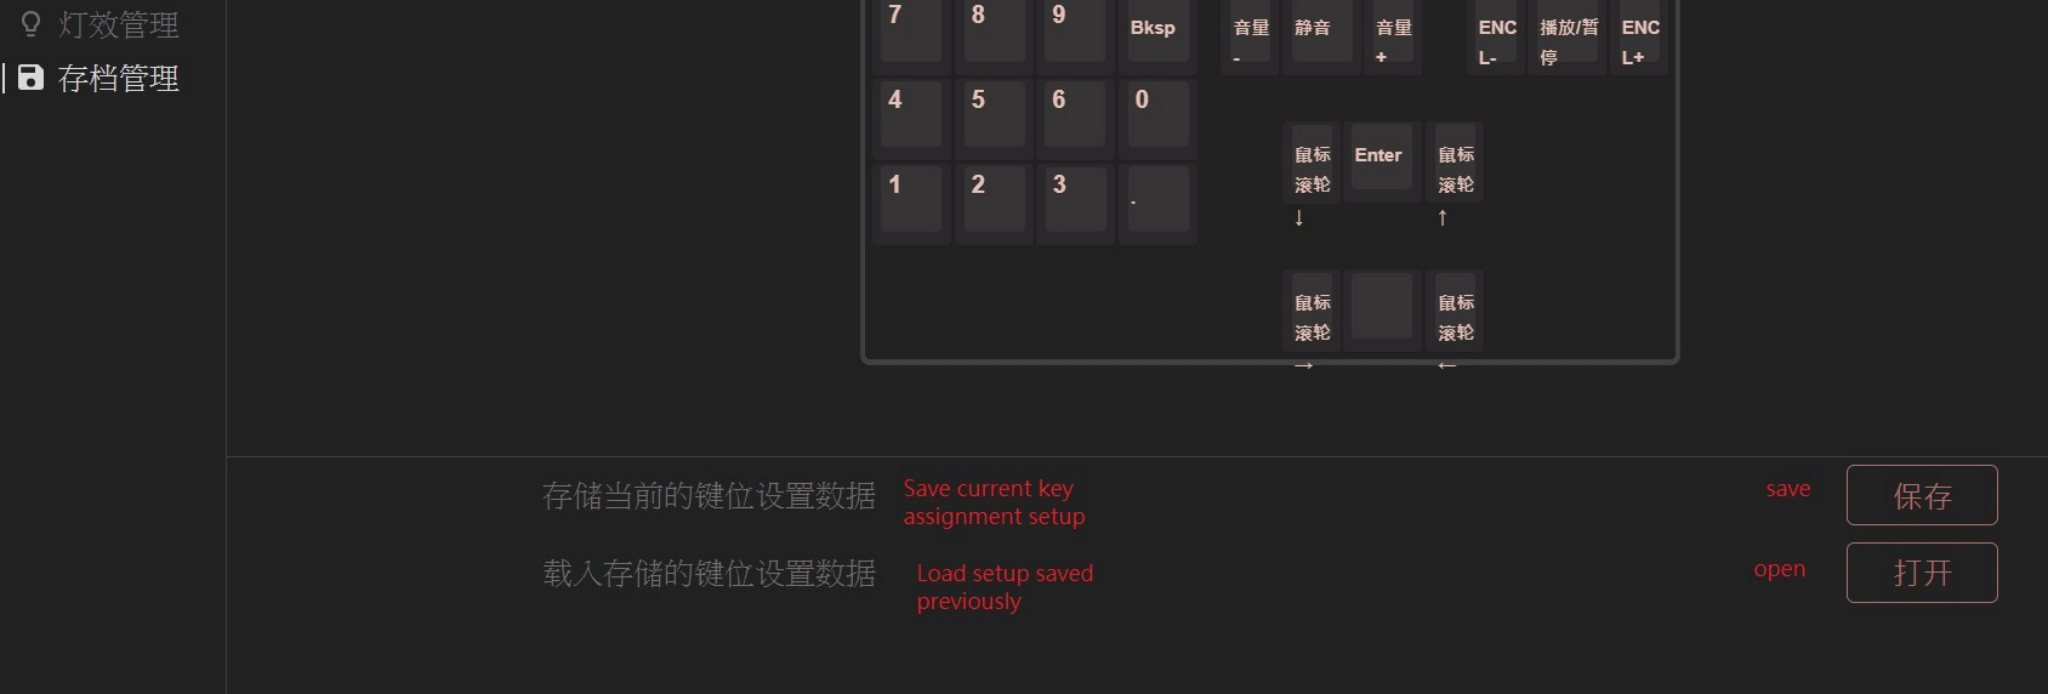 灯效管理
存档管理
7 8 9 Bksp 音量 - 静音 音量 + ENC L- 播放/暂停 ENC L+
4 5 6 0
鼠标滚轮 ↓ Enter 鼠标滚轮 ↑
1 2 3 .
鼠标滚轮 → 鼠标滚轮 ←
存储当前的键位设置数据 Save current key assignment setup save 保存
载入存储的键位设置数据 Load setup saved previously open 打开